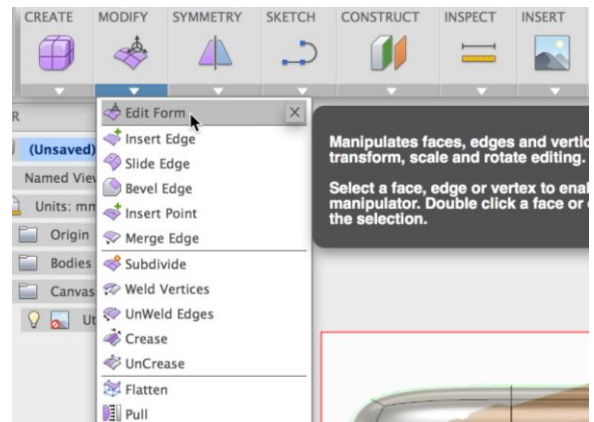 CREATE MODIFY SYMMETRY SKETCH CONSTRUCT INSPECT INSERT
R
Edit Form
(Unsaved)
Insert Edge
Slide Edge
Named Vie
Bevel Edge
Units: mm
Insert Point
Origin
Merge Edge
Bodies
Subdivide
Canvas
Weld Vertices
Ut
UnWeld Edges
Crease
UnCrease
Flatten
Pull
Manipulates faces, edges and vertic
transform, scale and rotate editing.
Select a face, edge or vertex to enal
manipulator. Double click a face or
the selection.